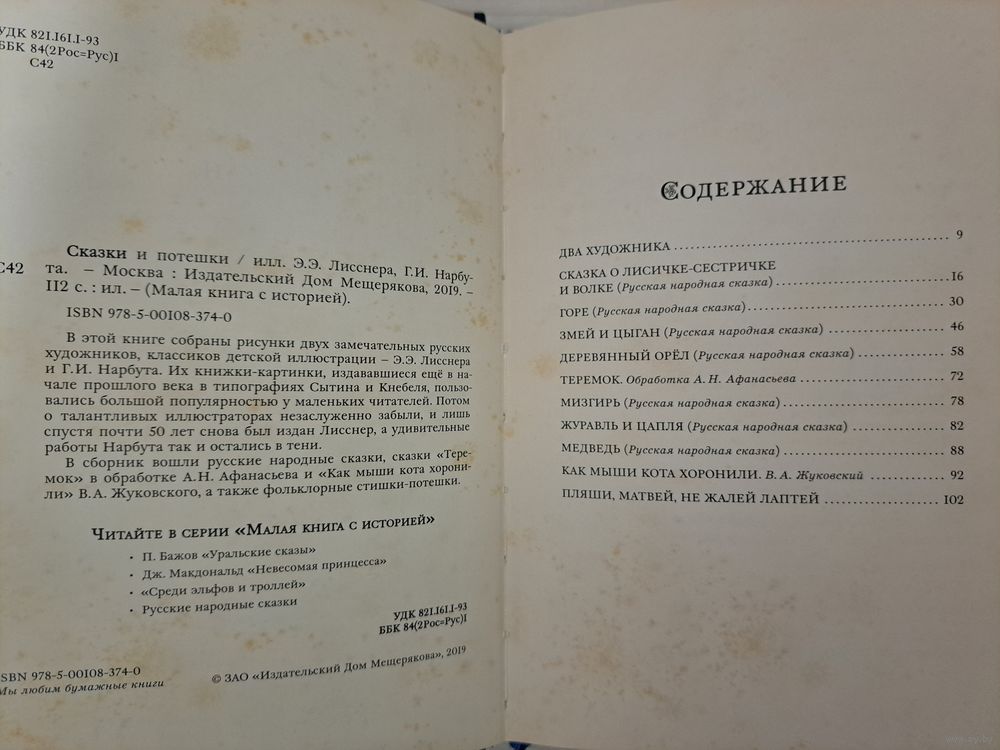 УДК 821.161.1-93
ББК 84(2Рос=Рус)1
С42
Сказки и потешки / илл. Э.Э. Лисснера, Г.И. Нарбу-
С42 та. – Москва : Издательский Дом Мещерякова, 2019. –
112 с. : ил. – (Малая книга с историей).
ISBN 978-5-00108-374-0
В этой книге собраны рисунки двух замечательных русских
художников, классиков детской иллюстрации – Э.Э. Лисснера
и Г.И. Нарбута. Их книжки-картинки, издававшиеся ещё в на-
чале прошлого века в типографиях Сытина и Кнебеля, пользо-
вались большой популярностью у маленьких читателей. Потом
о талантливых иллюстраторах незаслуженно забыли, и лишь
спустя почти 50 лет снова был издан Лисснер, а удивительные
работы Нарбута так и остались в тени.
В сборник вошли русские народные сказки, сказки «Тере-
мок» в обработке А.Н. Афанасьева и «Как мыши кота хорони-
ли» В.А. Жуковского, а также фольклорные стишки-потешки.
Читайте в серии «Малая книга с историей»
• П. Бажов «Уральские сказы»
• Дж. Макдональд «Невесомая принцесса»
• «Среди эльфов и троллей»
• Русские народные сказки
УДК 821.161.1-93
ББК 84(2Рос=Рус)1
ISBN 978-5-00108-374-0
Мы любим бумажные книги
© ЗАО «Издательский Дом Мещерякова», 2019
Содержание
ДВА ХУДОЖНИКА 9
СКАЗКА О ЛИСИЧКЕ-СЕСТРИЧКЕ
И ВОЛКЕ (Русская народная сказка) 16
ГОРЕ (Русская народная сказка) 30
ЗМЕЙ И ЦЫГАН (Русская народная сказка) 46
ДЕРЕВЯННЫЙ ОРЁЛ (Русская народная сказка) 58
ТЕРЕМОК. Обработка А. Н. Афанасьева 72
МИЗГИРЬ (Русская народная сказка) 78
ЖУРАВЛЬ И ЦАПЛЯ (Русская народная сказка) 82
МЕДВЕДЬ (Русская народная сказка) 88
КАК МЫШИ КОТА ХОРОНИЛИ. В. А. Жуковский 92
ПЛЯШИ, МАТВЕЙ, НЕ ЖАЛЕЙ ЛАПТЕЙ 102